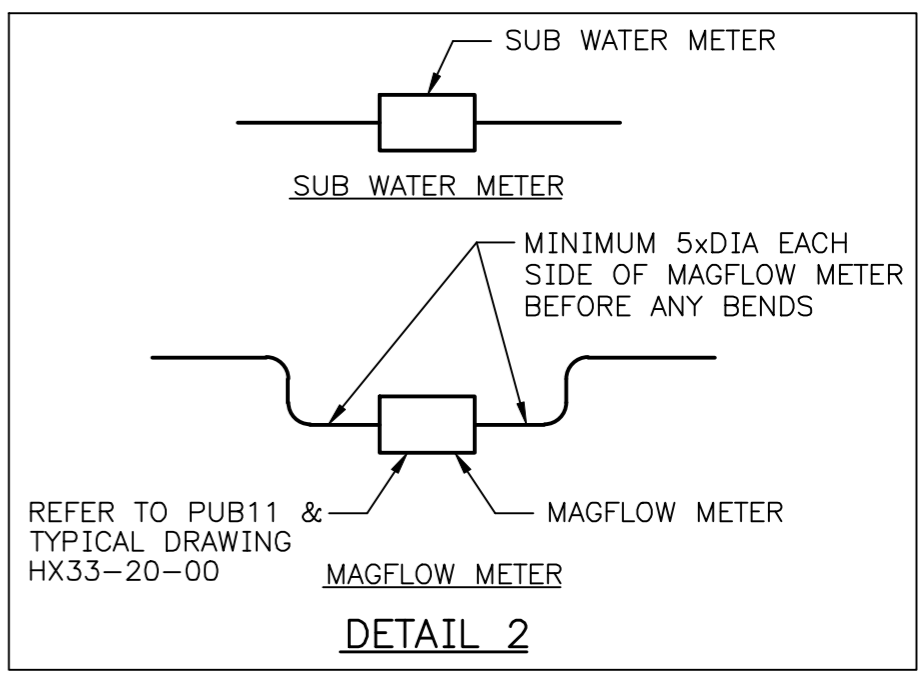 SUB WATER METER
SUB WATER METER
MINIMUM 5xDIA EACH
SIDE OF MAGFLOW METER
BEFORE ANY BENDS
REFER TO PUB11 &
TYPICAL DRAWING
HX33-20-00
MAGFLOW METER
MAGFLOW METER
DETAIL 2